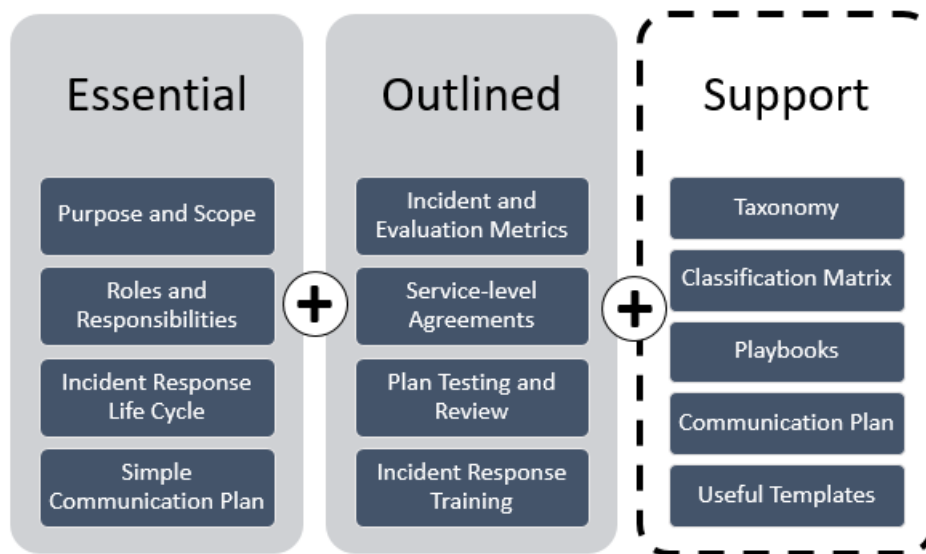 Essential
Purpose and Scope
Roles and
Responsibilities
Incident Response
Life Cycle
Simple
Communication Plan
Outlined
Incident and
Evaluation Metrics
Service-level
Agreements
Plan Testing and
Review
Incident Response
Training
Support
Taxonomy
Classification Matrix
Playbooks
Communication Plan
Useful Templates